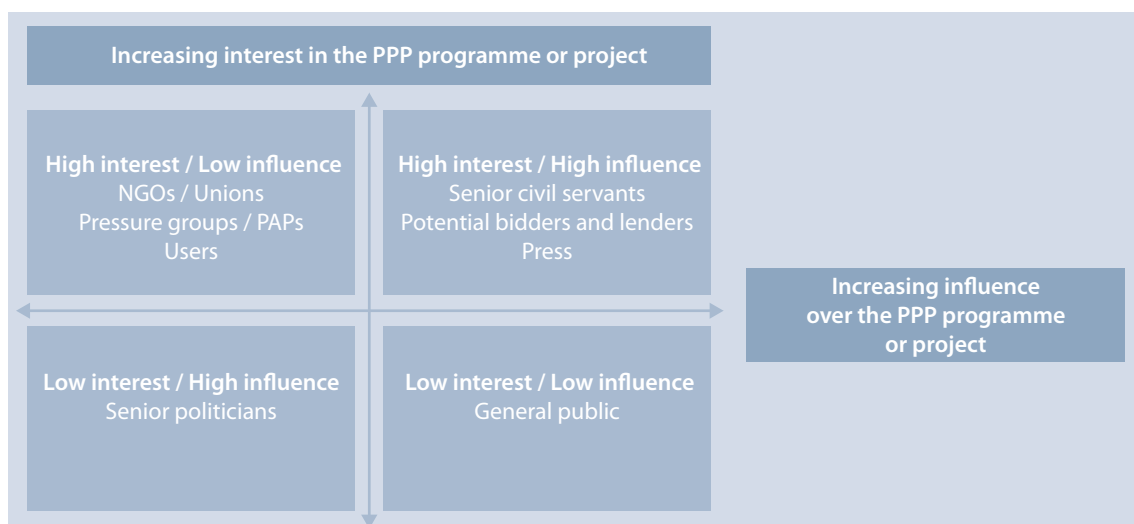 Increasing interest in the PPP programme or project
High interest / Low influence
NGOs / Unions
Pressure groups / PAPs
Users
High interest / High influence
Senior civil servants
Potential bidders and lenders
Press
Increasing influence
over the PPP programme
or project
Low interest / High influence
Senior politicians
Low interest / Low influence
General public